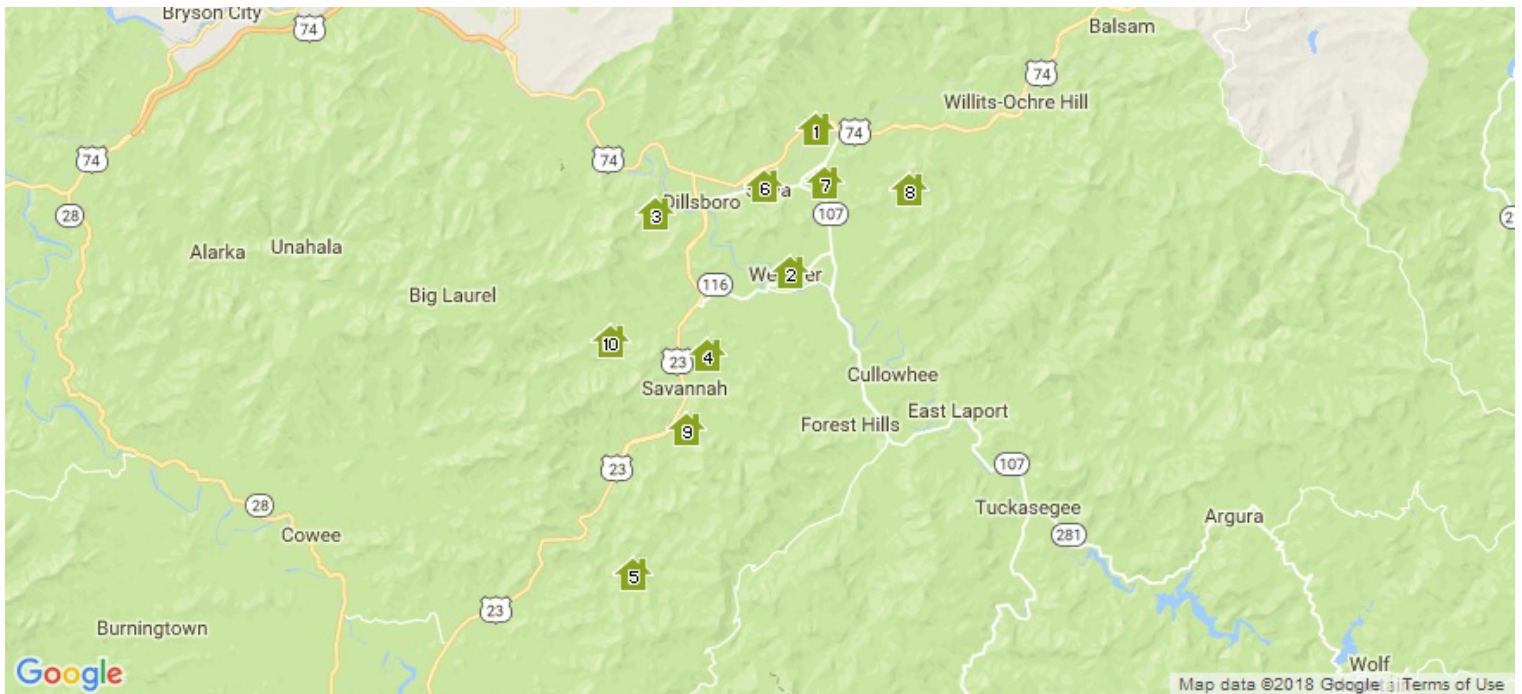 Bryson City
74
Balsam
74
Willits-Ochre Hill
1
74
74
74
6
7
8
Dillsboro
3
28
107
Alarka
Unahala
2
116
Big Laurel
10
4
23
Cullowhee
Savannah
East Laport
Forest Hills
9
23
107
28
Tuckasegee
Argura
Cowee
281
5
23
Burningtown
Wolf
Google
Map data ©2018 Google
Terms of Use